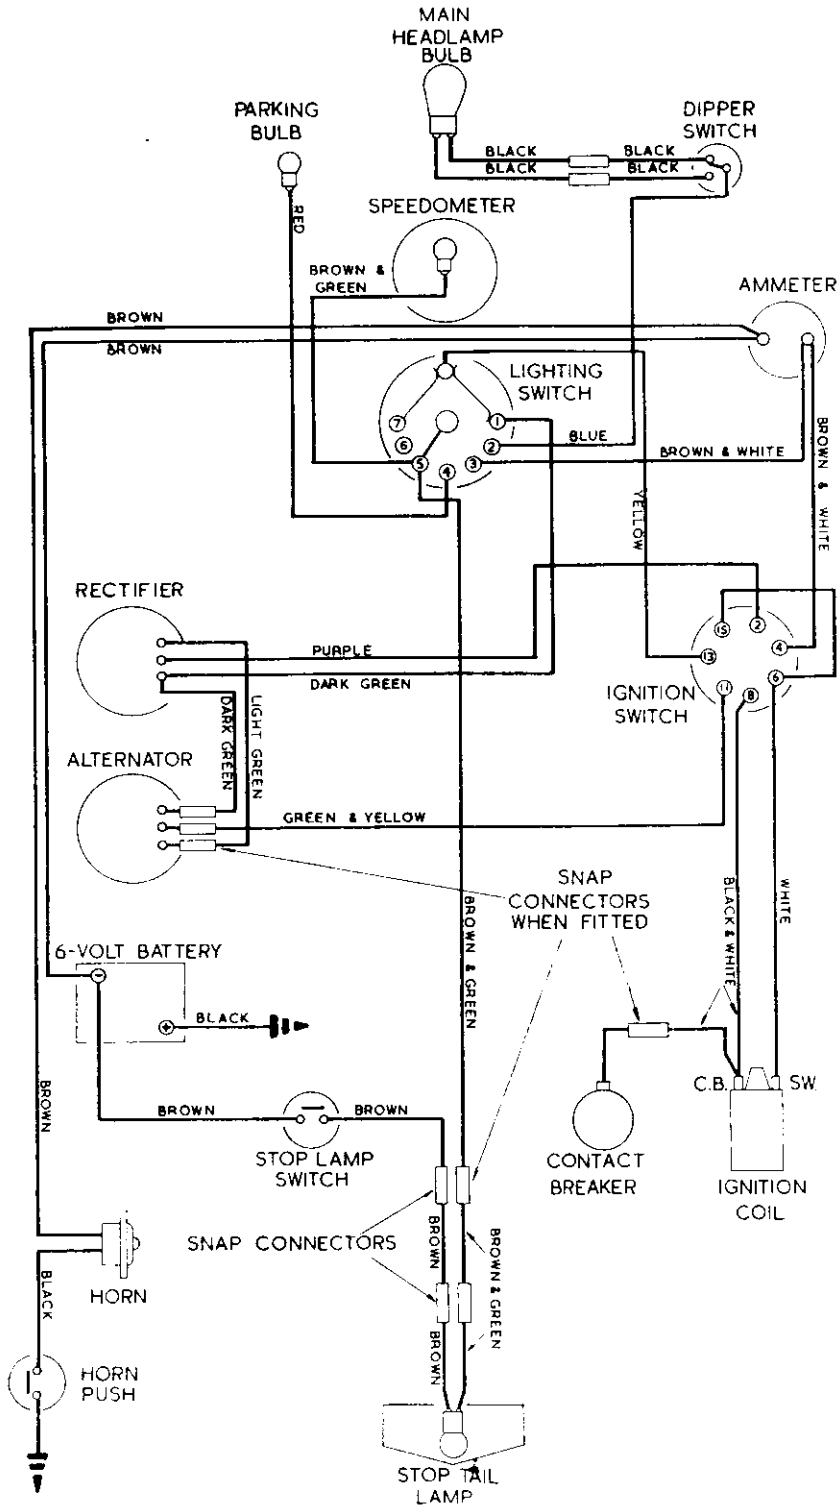 MAIN
HEADLAMP
BULB
PARKING
BULB
DIPPER
SWITCH
BLACK
BLACK
BLACK
BLACK
RED
SPEEDOMETER
BROWN &
GREEN
AMMETER
BROWN
BROWN
LIGHTING
SWITCH
7
1
6
2
5
4
3
BLUE
BROWN & WHITE
BROWN & WHITE
YELLOW
RECTIFIER
PURPLE
DARK GREEN
15
2
4
13
6
17
8
IGNITION
SWITCH
LIGHT GREEN
DARK GREEN
ALTERNATOR
GREEN & YELLOW
SNAP
CONNECTORS
WHEN FITTED
BLACK & WHITE
WHITE
BROWN & GREEN
6-VOLT BATTERY
-
+
BLACK
C.B.
SW.
BROWN
BROWN
BROWN
STOP LAMP
SWITCH
CONTACT
BREAKER
IGNITION
COIL
SNAP CONNECTORS
BROWN
BROWN & GREEN
BLACK
HORN
BROWN
HORN
PUSH
STOP TAIL
LAMP